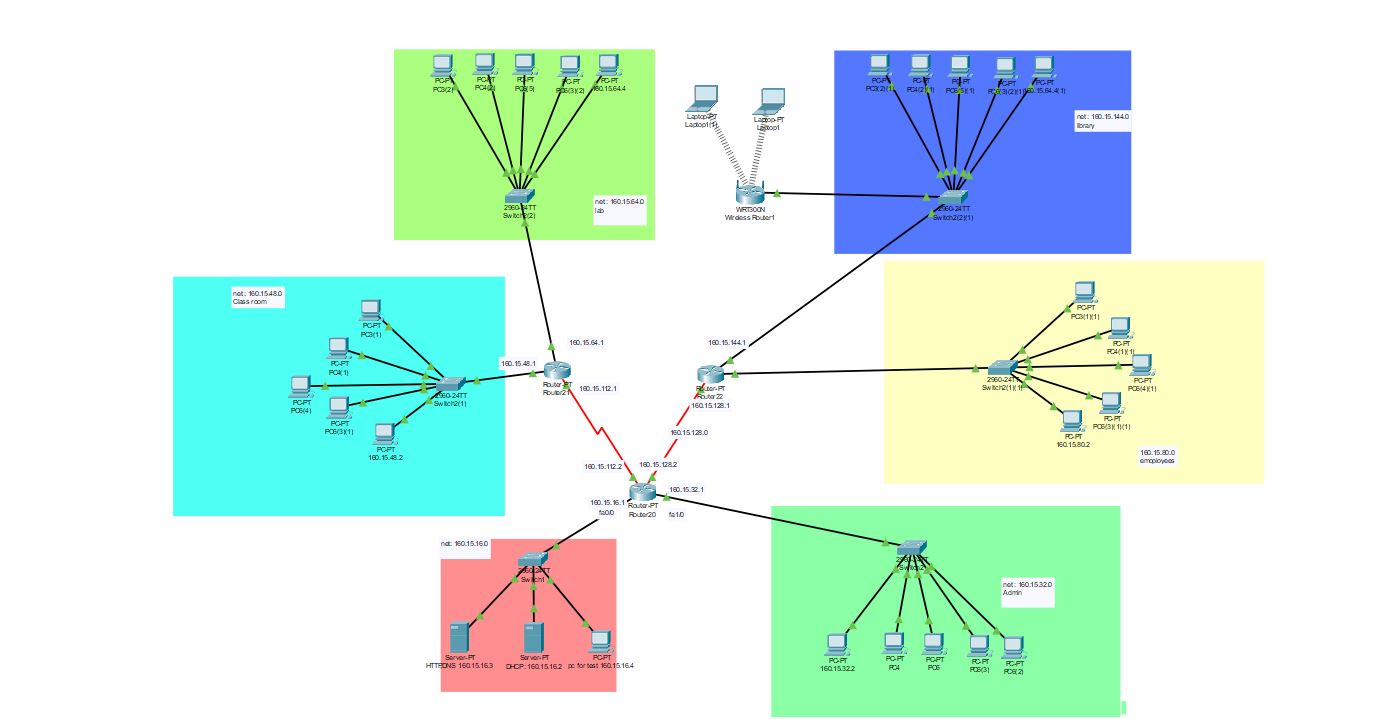 PC-PT
PC3(2)
PC-PT
PC4(2)
PC-PT
PC5(5)
PC-PT
PC6(3)(2)
PC-PT
160.15.64.4
2960-24TT
Switch2(2)
net : 160.15.64.0
lab
Laptop-PT
Laptop1(1)
Laptop-PT
Laptop1
WRT300N
Wireless Router1
PC-PT
PC3(2)(1)
PC-PT
PC4(2)(1)
PC-PT
PC5(5)(1)
PC-PT
PC6(3)(2)(1)
PC-PT
160.15.64.4(1)
net : 160.15.144.0
library
2960-24TT
Switch2(2)(1)
net : 160.15.48.0
Class room
PC-PT
PC3(1)
PC-PT
PC4(1)
PC-PT
PC6(4)
PC-PT
PC6(3)(1)
PC-PT
160.15.48.2
2960-24TT
Switch2(1)
160.15.48.1
160.15.64.1
Router-PT
Router21
160.15.112.1
160.15.144.1
Router-PT
Router22
160.15.128.1
160.15.128.0
2960-24TT
Switch2(1)(1)
PC-PT
PC3(1)(1)
PC-PT
PC4(1)(1)
PC-PT
PC6(4)(1)
PC-PT
PC6(3)(1)(1)
PC-PT
160.15.80.2
160.15.80.0
emoployees
160.15.112.2
160.15.128.2
160.15.32.1
160.15.16.1
fa0/0
Router-PT
Router20
fa1/0
net: 160.15.16.0
2960-24TT
Switch1
Server-PT
HTTPDNS 160.15.16.3
Server-PT
DHCP : 160.15.16.2
PC-PT
pc for test 160.15.16.4
2960-24TT
Switch2
net : 160.15.32.0
Admin
PC-PT
160.15.32.2
PC-PT
PC4
PC-PT
PC5
PC-PT
PC6(3)
PC-PT
PC6(2)